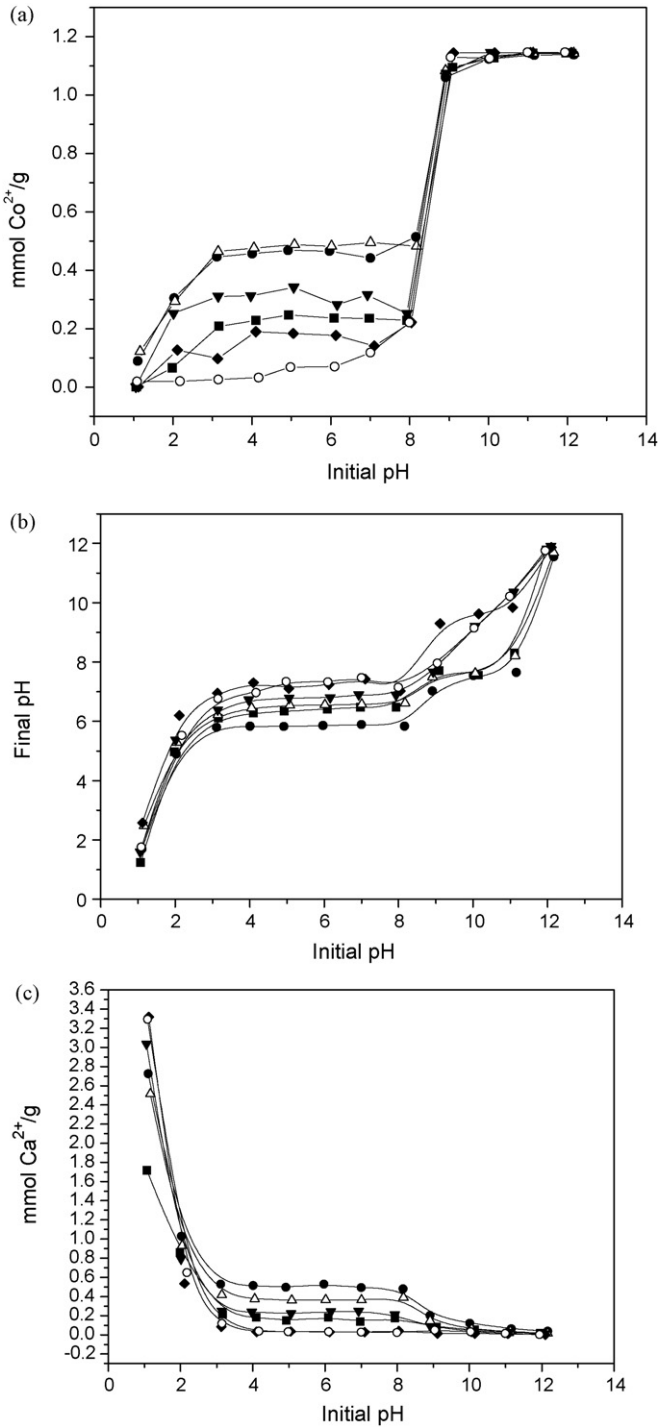 (a)
1.2
1.0
0.8
0.6
0.4
0.2
0.0
mmol Co²⁺/g
0 2 4 6 8 10 12 14
Initial pH
(b)
12
10
8
6
4
2
0
Final pH
0 2 4 6 8 10 12 14
Initial pH
(c)
3.6
3.4
3.2
3.0
2.8
2.6
2.4
2.2
2.0
1.8
1.6
1.4
1.2
1.0
0.8
0.6
0.4
0.2
0.0
-0.2
mmol Ca²⁺/g
0 2 4 6 8 10 12 14
Initial pH